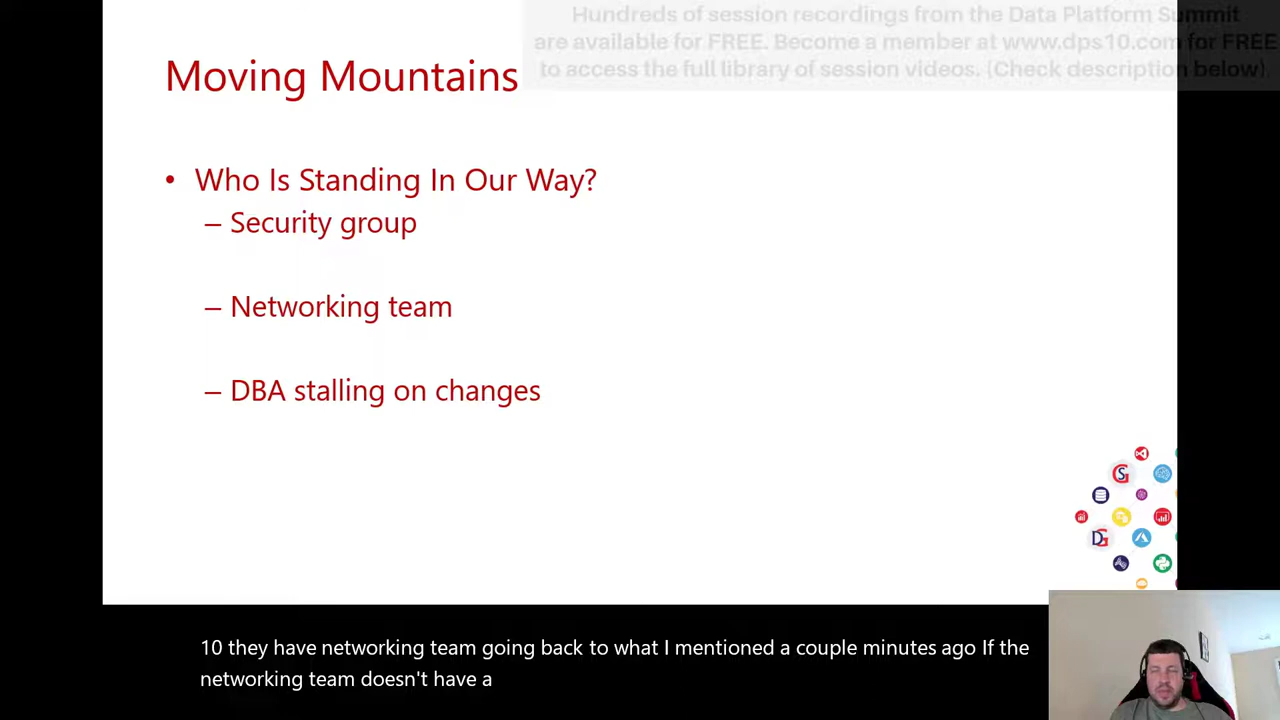 Hundreds of session recordings from the Data Platform Summit
are available for FREE. Become a member at www.dps10.com for FREE
to access the full library of session videos. (Check description below).
Moving Mountains
• Who Is Standing In Our Way?
– Security group
– Networking team
– DBA stalling on changes
10 they have networking team going back to what I mentioned a couple minutes ago If the
networking team doesn't have a